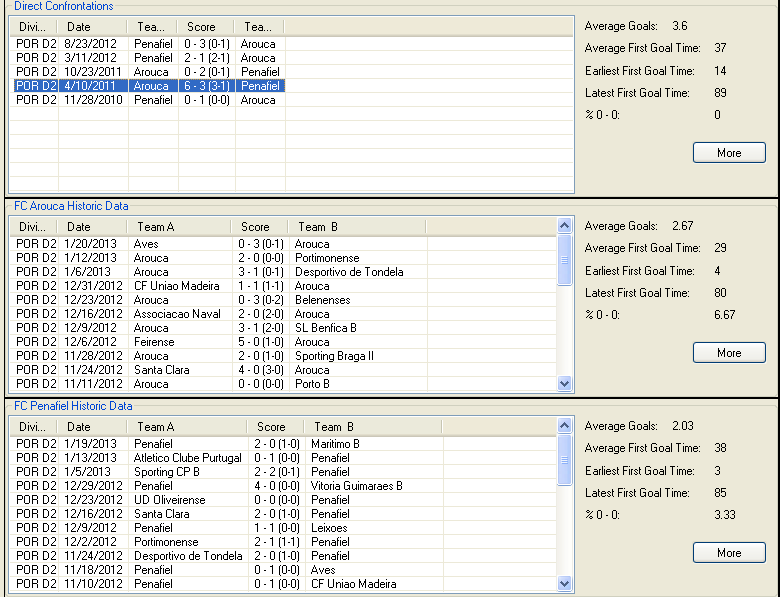 Direct Confrontations
Divi... Date Tea... Score Tea...
POR D2 8/23/2012 Penafiel 0 - 3 (0-1) Arouca
POR D2 3/11/2012 Penafiel 2 - 1 (2-1) Arouca
POR D2 10/23/2011 Arouca 0 - 2 (0-1) Penafiel
POR D2 4/10/2011 Arouca 6 - 3 (3-1) Penafiel
POR D2 11/28/2010 Penafiel 0 - 1 (0-0) Arouca
Average Goals: 3.6
Average First Goal Time: 37
Earliest First Goal Time: 14
Latest First Goal Time: 89
% 0 - 0: 0
More
FC Arouca Historic Data
Divi... Date Team A Score Team B
POR D2 1/20/2013 Aves 0 - 3 (0-1) Arouca
POR D2 1/12/2013 Arouca 2 - 0 (0-0) Portimonense
POR D2 1/6/2013 Arouca 3 - 1 (0-1) Desportivo de Tondela
POR D2 12/31/2012 CF Uniao Madeira 1 - 1 (1-1) Arouca
POR D2 12/23/2012 Arouca 0 - 3 (0-2) Belenenses
POR D2 12/16/2012 Associacao Naval 2 - 0 (2-0) Arouca
POR D2 12/9/2012 Arouca 3 - 1 (2-0) SL Benfica B
POR D2 12/6/2012 Feirense 5 - 0 (1-0) Arouca
POR D2 11/28/2012 Arouca 2 - 0 (1-0) Sporting Braga II
POR D2 11/24/2012 Santa Clara 4 - 0 (3-0) Arouca
POR D2 11/11/2012 Arouca 0 - 0 (0-0) Porto B
Average Goals: 2.67
Average First Goal Time: 29
Earliest First Goal Time: 4
Latest First Goal Time: 80
% 0 - 0: 6.67
More
FC Penafiel Historic Data
Divi... Date Team A Score Team B
POR D2 1/19/2013 Penafiel 2 - 0 (1-0) Maritimo B
POR D2 1/13/2013 Atletico Clube Purtugal 0 - 1 (0-0) Penafiel
POR D2 1/5/2013 Sporting CP B 2 - 2 (0-1) Penafiel
POR D2 12/29/2012 Penafiel 4 - 0 (0-0) Vitoria Guimaraes B
POR D2 12/23/2012 UD Oliveirense 0 - 0 (0-0) Penafiel
POR D2 12/16/2012 Santa Clara 2 - 0 (1-0) Penafiel
POR D2 12/9/2012 Penafiel 1 - 1 (0-0) Leixoes
POR D2 12/2/2012 Portimonense 2 - 1 (1-1) Penafiel
POR D2 11/24/2012 Desportivo de Tondela 2 - 0 (1-0) Penafiel
POR D2 11/18/2012 Penafiel 0 - 1 (0-0) Aves
POR D2 11/10/2012 Penafiel 0 - 1 (0-0) CF Uniao Madeira
Average Goals: 2.03
Average First Goal Time: 38
Earliest First Goal Time: 3
Latest First Goal Time: 85
% 0 - 0: 3.33
More